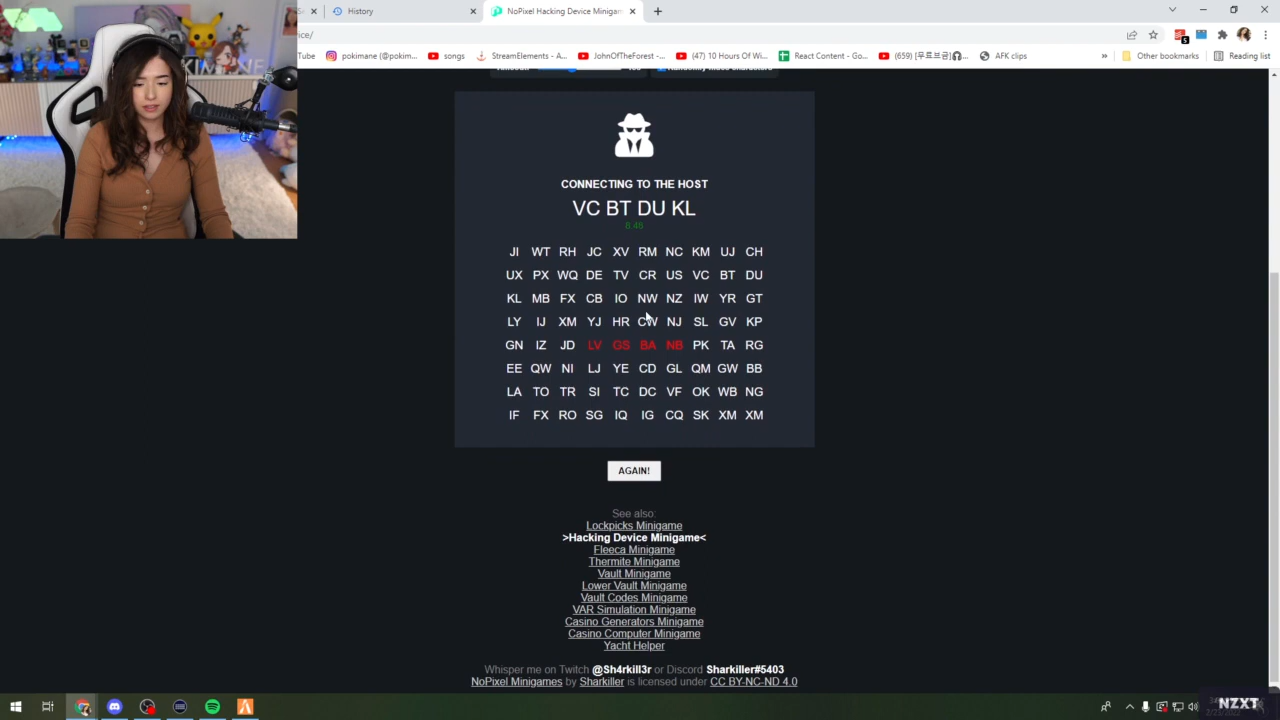 History
NoPixel Hacking Device Minigam
ice/
Tube
pokimane (@pokim...
songs
StreamElements - A...
JohnOfTheForest -...
(47) 10 Hours Of Wi...
React Content - Go...
(659) [무료브금]🎧...
AFK clips
»
Other bookmarks
Reading list
CONNECTING TO THE HOST
VC BT DU KL
JI WT RH JC XV RM NC KM UJ CH
UX PX WQ DE TV CR US VC BT DU
KL MB FX CB IO NW NZ IW YR GT
LY IJ XM YJ HR CW NJ SL GV KP
GN IZ JD LV GS BA NB PK TA RG
EE QW NI LJ YE CD GL QM GW BB
LA TO TR SI TC DC VF OK WB NG
IF FX RO SG IQ IG CQ SK XM XM
AGAIN!
See also:
Lockpicks Minigame
>Hacking Device Minigame<
Fleeca Minigame
Thermite Minigame
Vault Minigame
Lower Vault Minigame
Vault Codes Minigame
VAR Simulation Minigame
Casino Generators Minigame
Casino Computer Minigame
Yacht Helper
Whisper me on Twitch @Sh4rkill3r or Discord Sharkiller#5403
NoPixel Minigames by Sharkiller is licensed under CC BY-NC-ND 4.0
NZXT